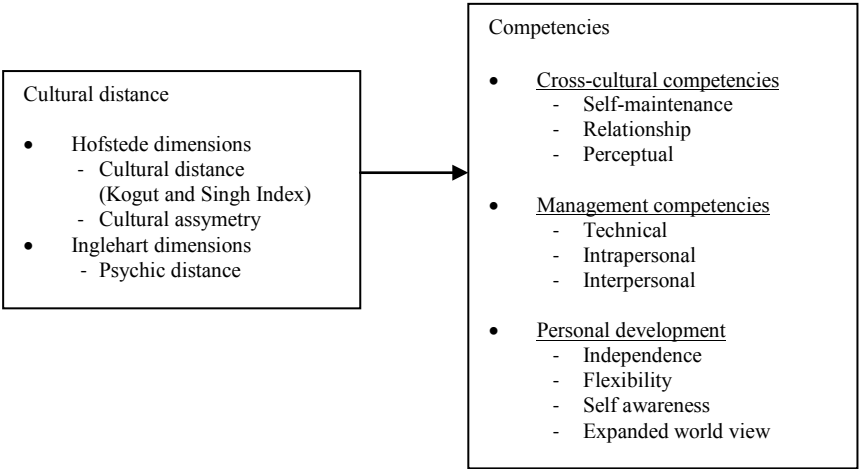 Cultural distance
• Hofstede dimensions
- Cultural distance
(Kogut and Singh Index)
- Cultural assymetry
• Inglehart dimensions
- Psychic distance
Competencies
• Cross-cultural competencies
- Self-maintenance
- Relationship
- Perceptual
• Management competencies
- Technical
- Intrapersonal
- Interpersonal
• Personal development
- Independence
- Flexibility
- Self awareness
- Expanded world view